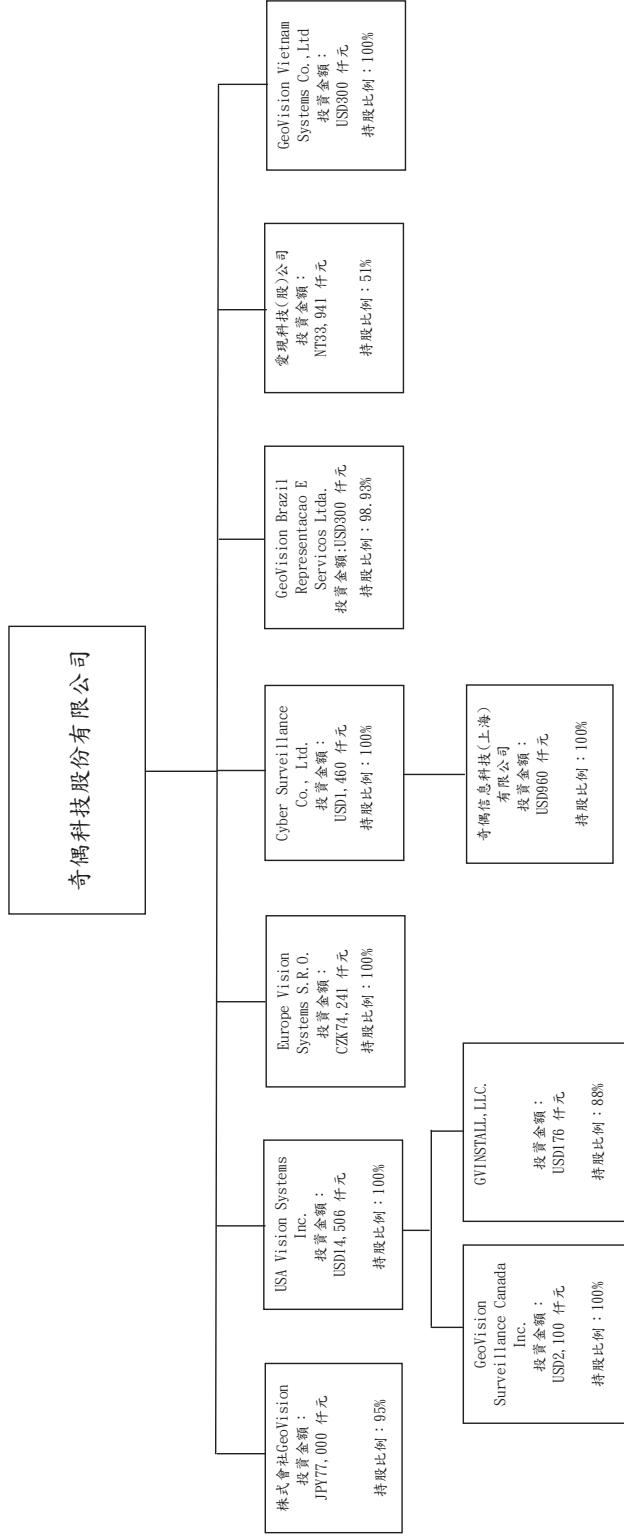 奇偶科技股份有限公司
株式會社GeoVision
投資金額：
JPY77,000 仟元
持股比例：95%
USA Vision Systems
Inc.
投資金額：
USD14,506 仟元
持股比例：100%
Europe Vision
Systems S.R.O.
投資金額：
CZK74,241 仟元
持股比例：100%
Cyber Surveillance
Co., Ltd.
投資金額：
USD1,460 仟元
持股比例：100%
GeoVision Brazil
Representacao E
Servicos Ltda.
投資金額:USD300 仟元
持股比例：98.93%
愛現科技(股)公司
投資金額：
NT33,941 仟元
持股比例：51%
GeoVision Vietnam
Systems Co.,Ltd
投資金額：
USD300 仟元
持股比例：100%
GeoVision
Surveillance Canada
Inc.
投資金額：
USD2,100 仟元
持股比例：100%
GVINSTALL,LLC.
投資金額：
USD176 仟元
持股比例：88%
奇偶信息科技(上海)
有限公司
投資金額：
USD960 仟元
持股比例：100%